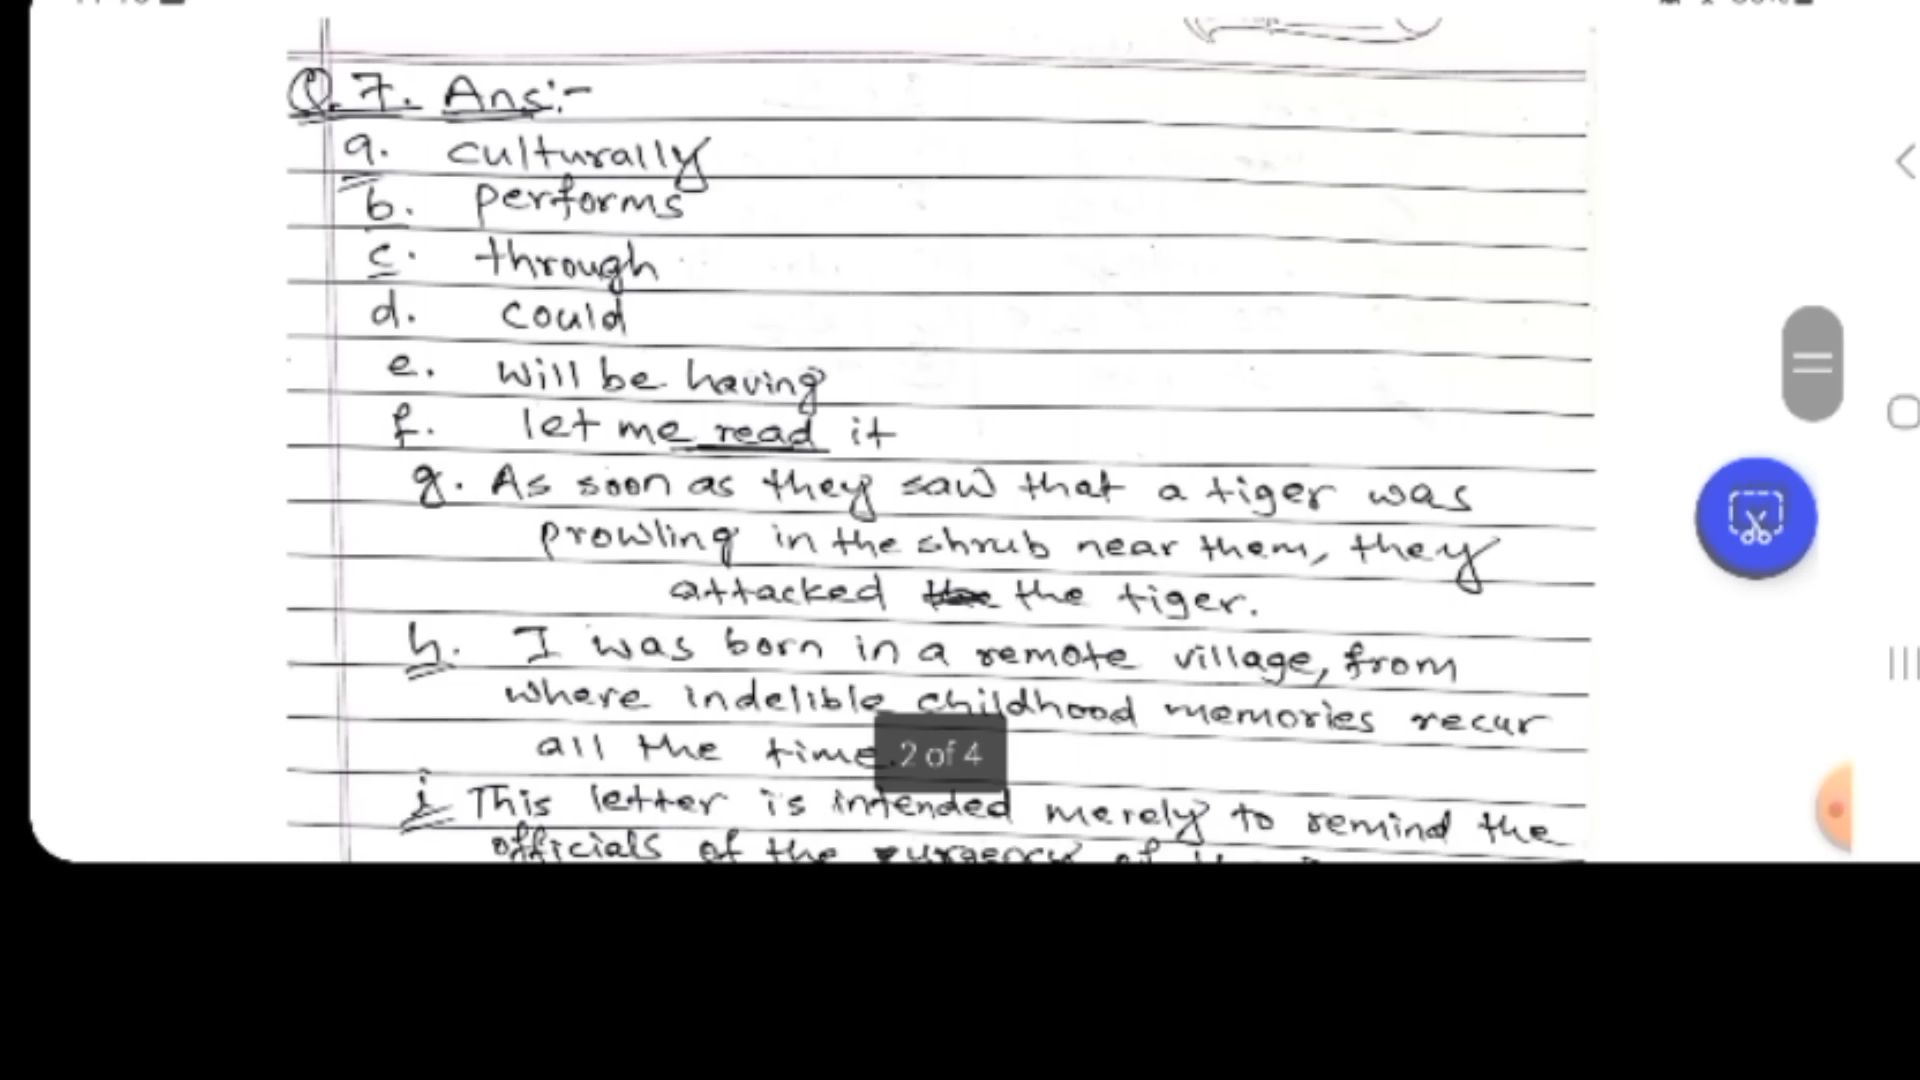 Q.7. Ans:-
a. culturally
b. performs
c. through
d. could
e. will be having
f. let me read it
g. As soon as they saw that a tiger was
prowling in the shrub near them, they
attacked the tiger.
h. I was born in a remote village, from
where indelible childhood memories recur
all the time.
2 of 4
i This letter is intended merely to remind the
officials of the urgency of